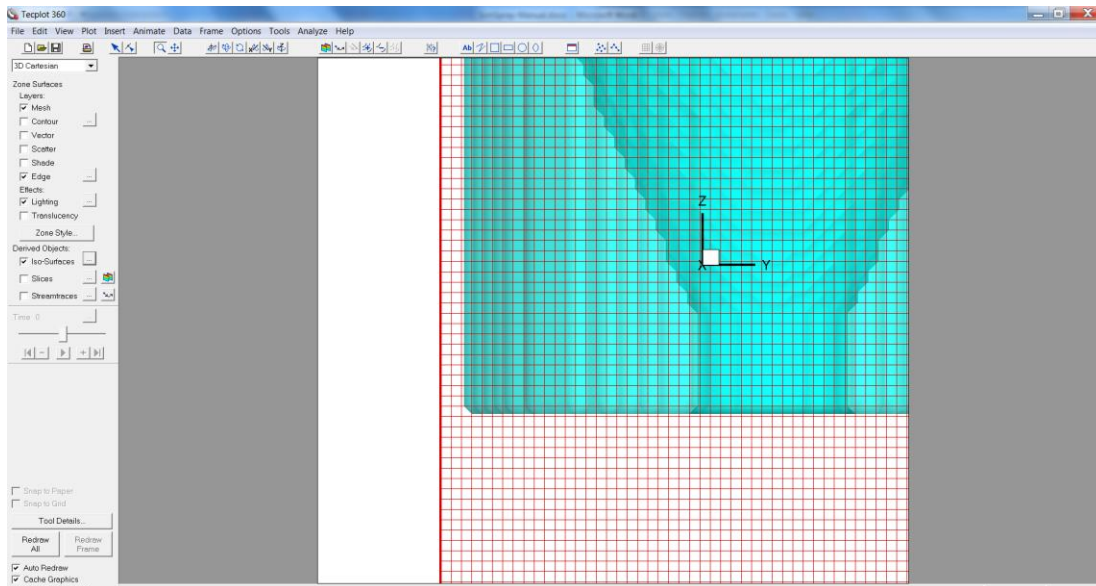 Tecplot 360
File Edit View Plot Insert Animate Data Frame Options Tools Analyze Help
3D Cartesian
Zone Surfaces
Layers:
Mesh
Contour
Vector
Scatter
Shade
Edge
Effects:
Lighting
Translucency
Zone Style...
Derived Objects:
Iso-Surfaces
Slices
Streamtraces
Time: 0
Snap to Paper
Snap to Grid
Tool Details...
Redraw All
Redraw Frame
Auto Redraw
Cache Graphics
Ab
Z
X
Y